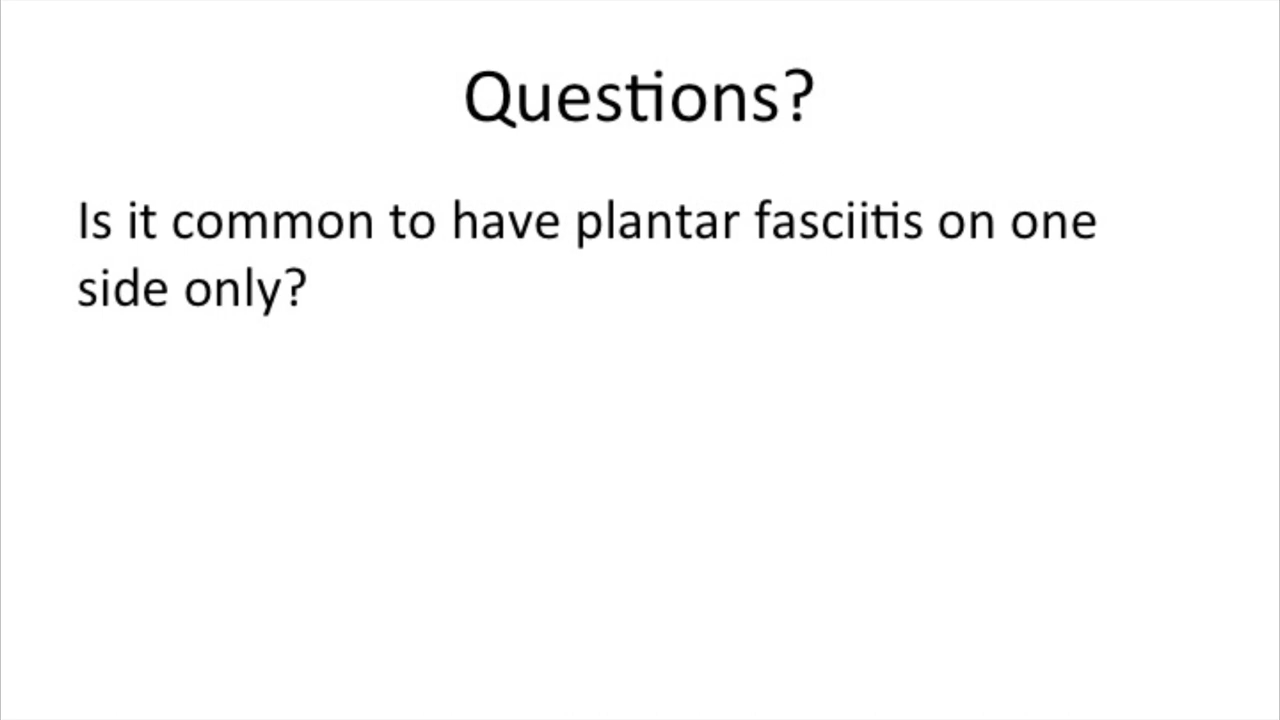 Questions?
Is it common to have plantar fasciitis on one
side only?